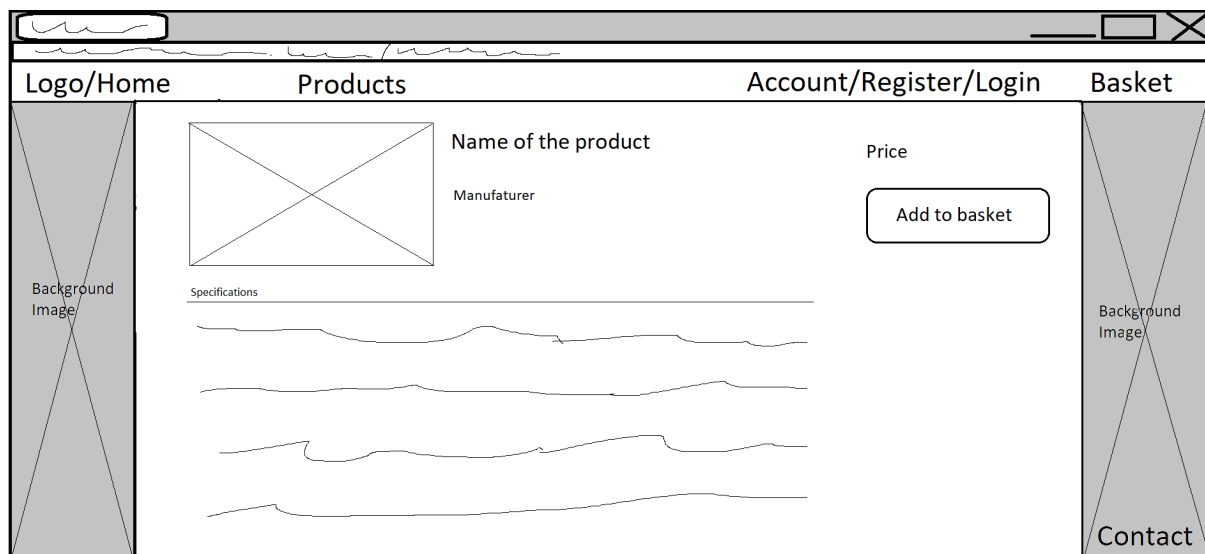 Logo/Home Products Account/Register/Login Basket
Name of the product
Price
Manufaturer
Add to basket
Specifications
Background
Image
Background
Image
Contact